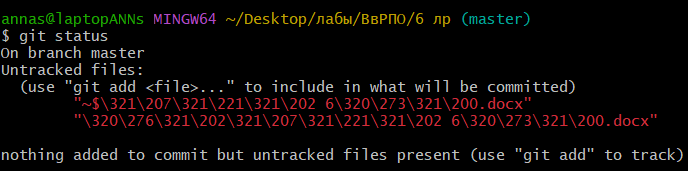 annas@laptopANNs MINGW64 ~/Desktop/лабы/ВвРПО/6 лр (master)
$ git status
On branch master
Untracked files:
  (use "git add <file>..." to include in what will be committed)
        "~$\321\207\321\221\321\202 6\320\273\321\200.docx"
        "\320\276\321\202\321\207\321\221\321\202 6\320\273\321\200.docx"

nothing added to commit but untracked files present (use "git add" to track)